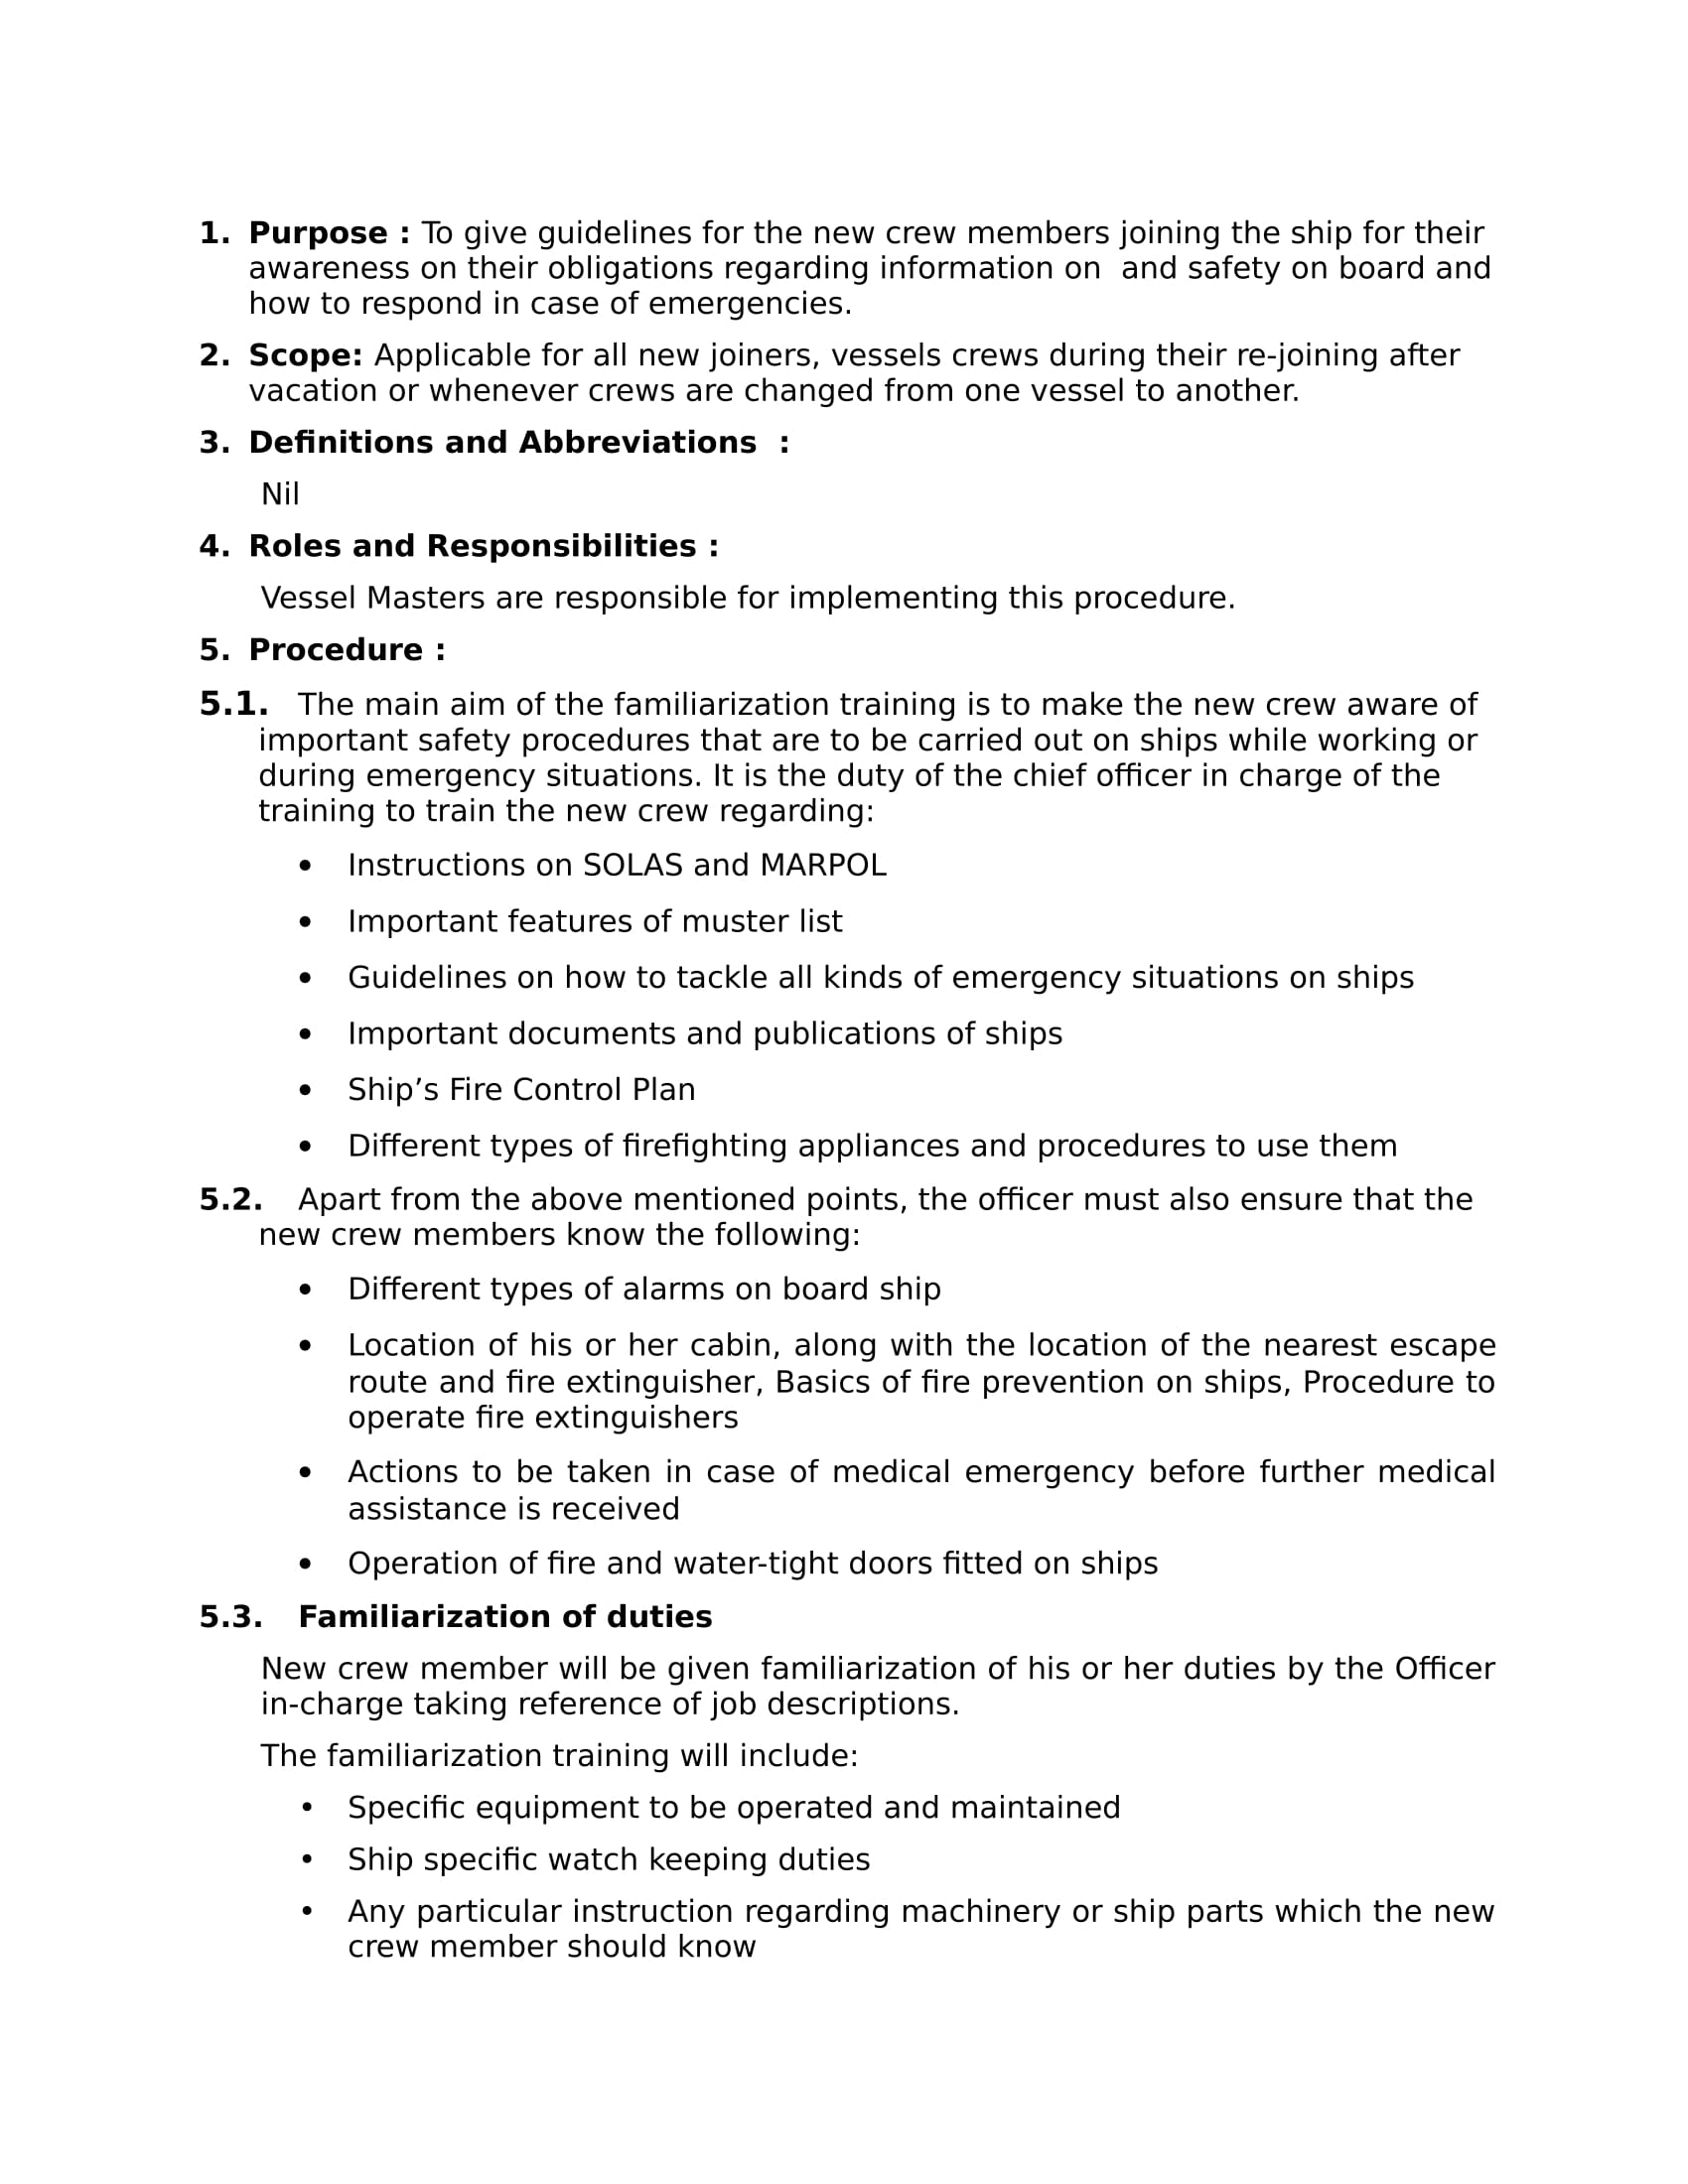 1. Purpose : To give guidelines for the new crew members joining the ship for their
awareness on their obligations regarding information on  and safety on board and
how to respond in case of emergencies.
2. Scope: Applicable for all new joiners, vessels crews during their re-joining after
vacation or whenever crews are changed from one vessel to another.
3. Definitions and Abbreviations  :
Nil
4. Roles and Responsibilities :
Vessel Masters are responsible for implementing this procedure.
5. Procedure :
5.1. The main aim of the familiarization training is to make the new crew aware of
important safety procedures that are to be carried out on ships while working or
during emergency situations. It is the duty of the chief officer in charge of the
training to train the new crew regarding:
• Instructions on SOLAS and MARPOL
• Important features of muster list
• Guidelines on how to tackle all kinds of emergency situations on ships
• Important documents and publications of ships
• Ship’s Fire Control Plan
• Different types of firefighting appliances and procedures to use them
5.2. Apart from the above mentioned points, the officer must also ensure that the
new crew members know the following:
• Different types of alarms on board ship
• Location of his or her cabin, along with the location of the nearest escape
route and fire extinguisher, Basics of fire prevention on ships, Procedure to
operate fire extinguishers
• Actions to be taken in case of medical emergency before further medical
assistance is received
• Operation of fire and water-tight doors fitted on ships
5.3. Familiarization of duties
New crew member will be given familiarization of his or her duties by the Officer
in-charge taking reference of job descriptions.
The familiarization training will include:
• Specific equipment to be operated and maintained
• Ship specific watch keeping duties
• Any particular instruction regarding machinery or ship parts which the new
crew member should know